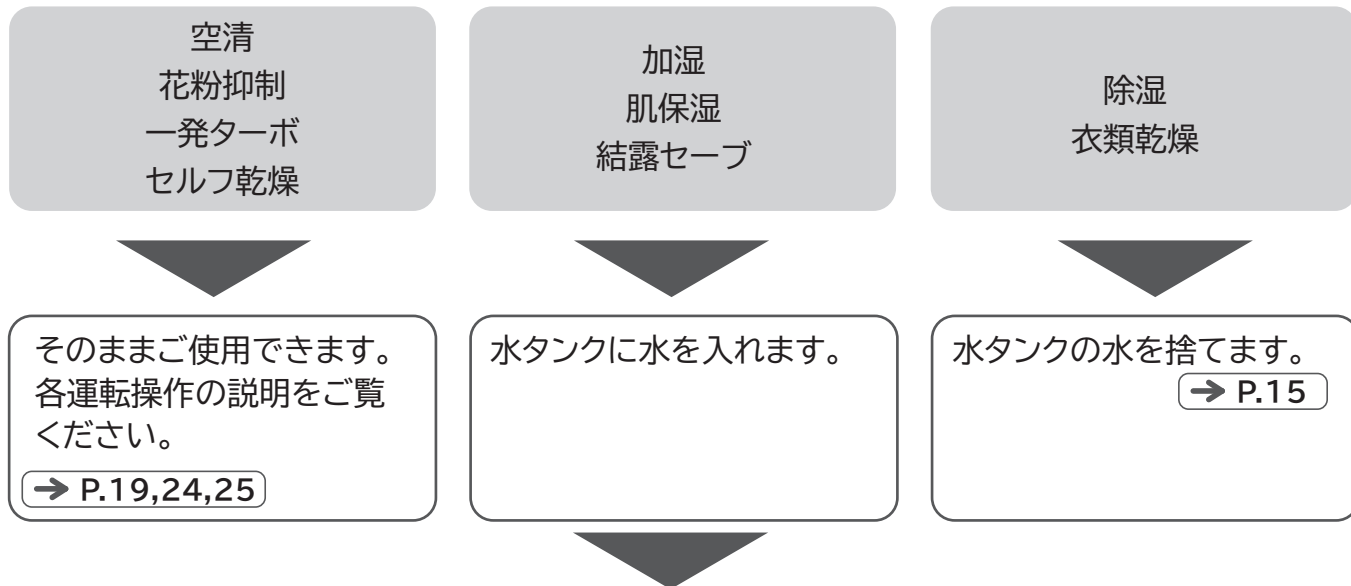 空清
花粉抑制
一発ターボ
セルフ乾燥
そのままご使用できます。
各運転操作の説明をご覧
ください。
→ P.19,24,25
加湿
肌保湿
結露セーブ
水タンクに水を入れます。
除湿
衣類乾燥
水タンクの水を捨てます。
→ P.15